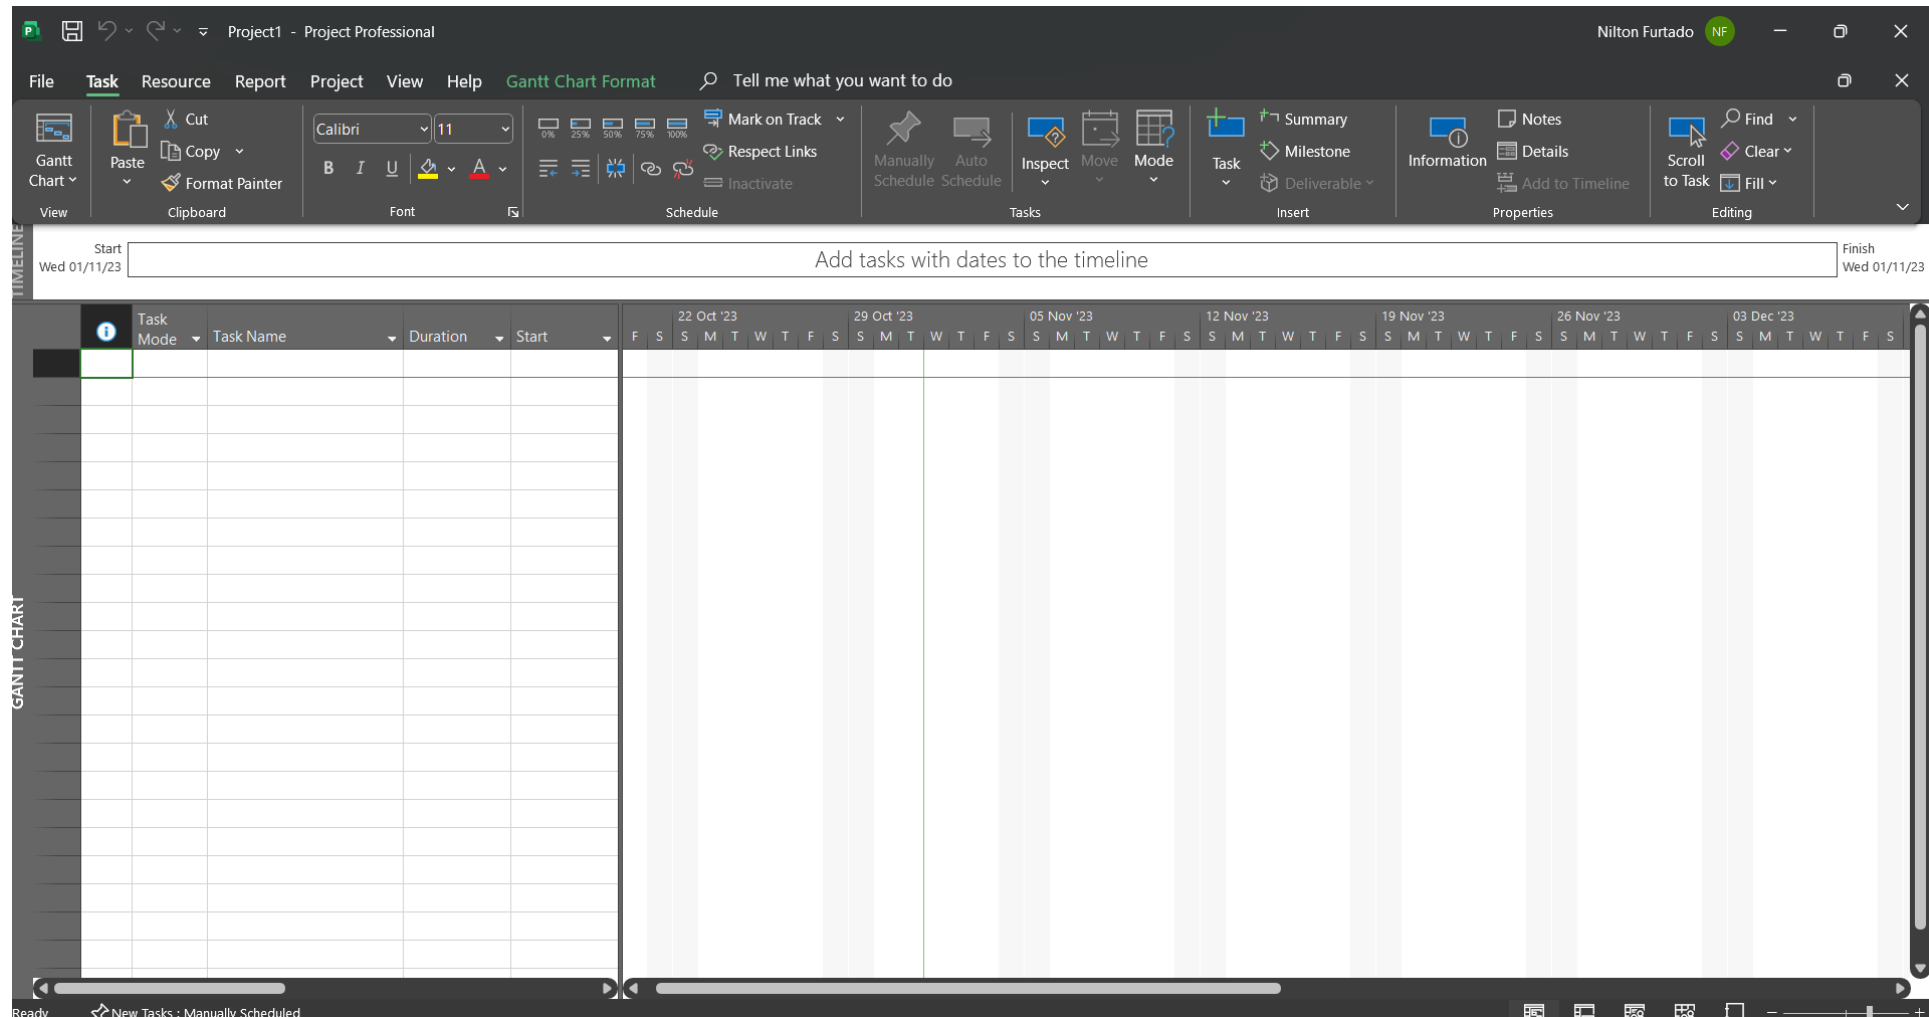 Project1 - Project Professional
Nilton Furtado NF
File Task Resource Report Project View Help Gantt Chart Format Tell me what you want to do
Gantt Chart
View
Paste
Cut
Copy
Format Painter
Clipboard
Calibri 11
B I U A
Font
0% 25% 50% 75% 100%
Mark on Track
Respect Links
Inactivate
Schedule
Manually Schedule
Auto Schedule
Inspect
Move
Mode
Tasks
Task
Summary
Milestone
Deliverable
Insert
Information
Notes
Details
Add to Timeline
Properties
Scroll to Task
Find
Clear
Fill
Editing
TIMELINE
Start
Wed 01/11/23
Add tasks with dates to the timeline
Finish
Wed 01/11/23
Task Mode
Task Name
Duration
Start
22 Oct '23 29 Oct '23 05 Nov '23 12 Nov '23 19 Nov '23 26 Nov '23 03 Dec '23
F S S M T W T F S S M T W T F S S M T W T F S S M T W T F S S M T W T F S S M T W T F S S M T W T F S
GANTT CHART
Ready
New Tasks : Manually Scheduled